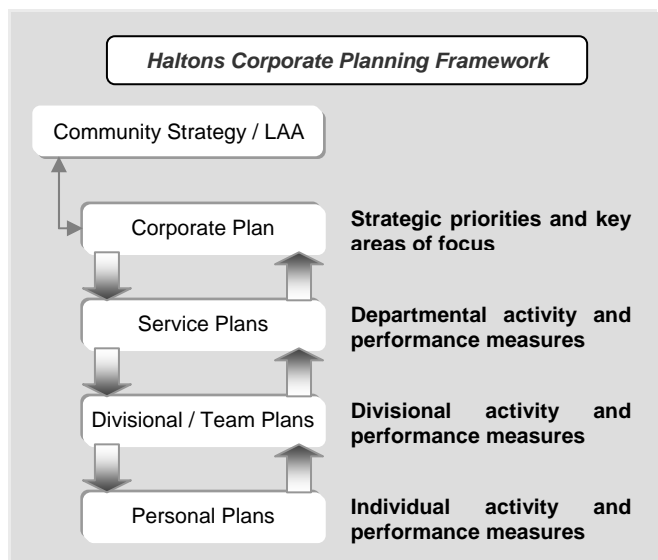 Haltons Corporate Planning Framework
Community Strategy / LAA
Corporate Plan
Strategic priorities and key
areas of focus
Service Plans
Departmental activity and
performance measures
Divisional / Team Plans
Divisional activity and
performance measures
Personal Plans
Individual activity and
performance measures